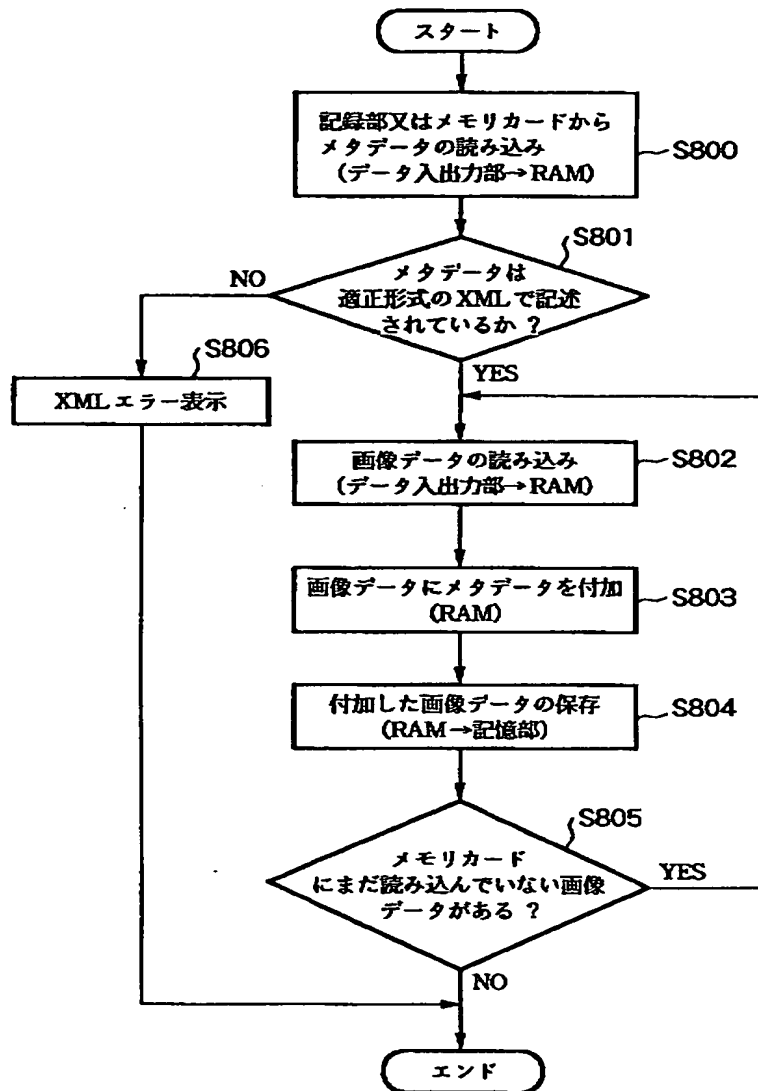 スタート
記録部又はメモリカードから
メタデータの読み込み
(データ入出力部→RAM)
S800
S801
メタデータは
適正形式のXMLで記述
されているか?
NO
YES
S806
XMLエラー表示
画像データの読み込み
(データ入出力部→RAM)
S802
画像データにメタデータを付加
(RAM)
S803
付加した画像データの保存
(RAM→記憶部)
S804
S805
メモリカード
にまだ読み込んでいない画像
データがある?
YES
NO
エンド